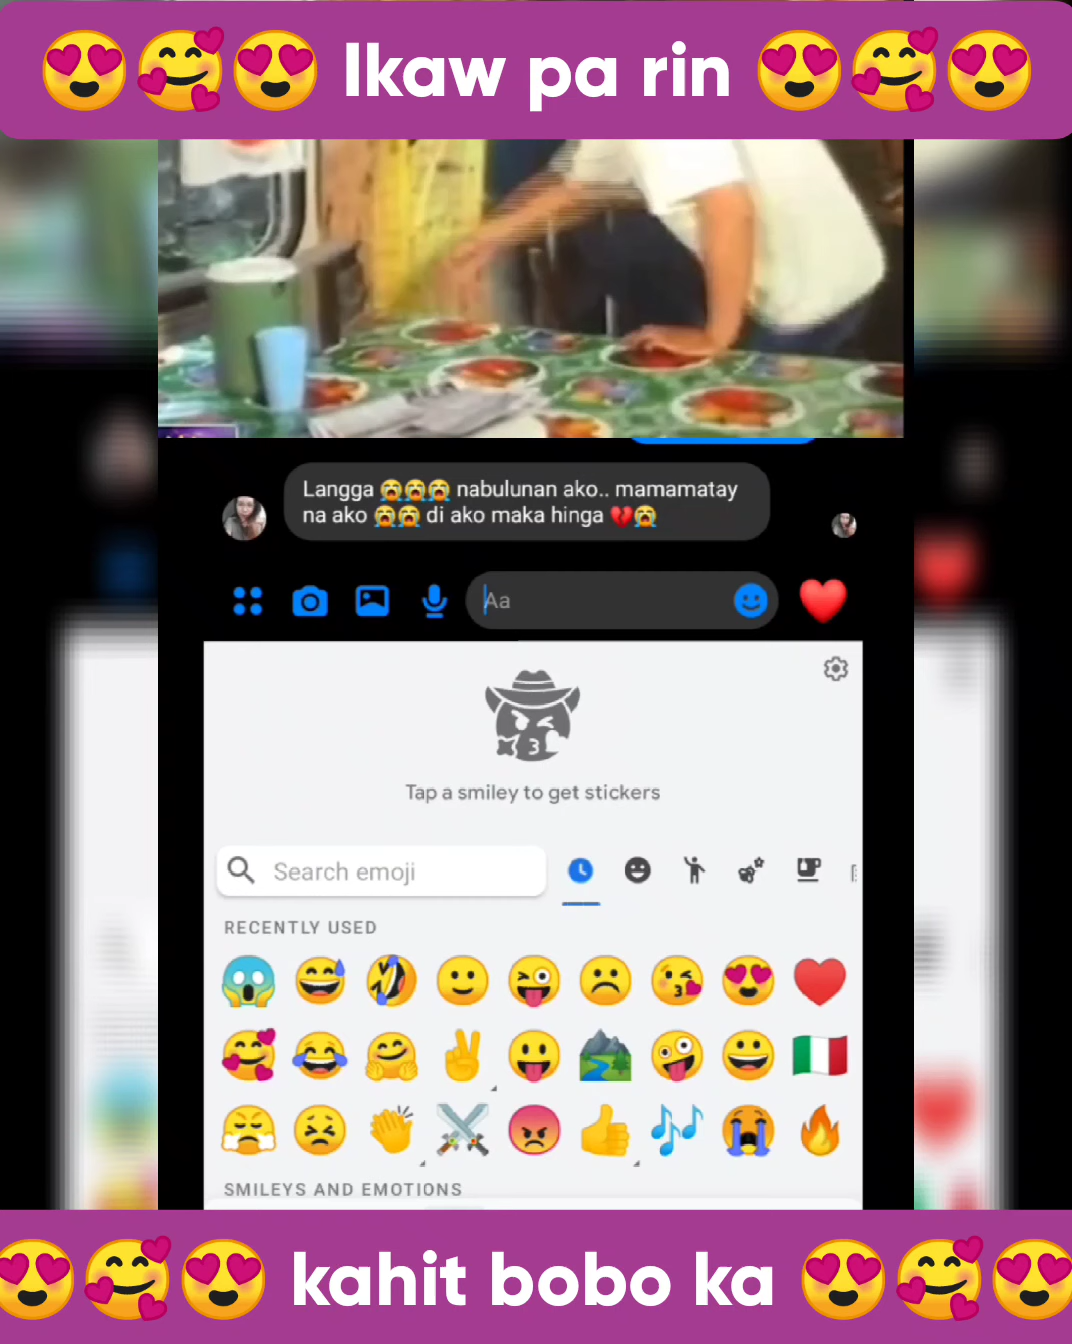 😍🥰😍 Ikaw pa rin 😍🥰😍
Langga 😭😭😭 nabulunan ako.. mamamatay
na ako 😭😭 di ako maka hinga 💔😭
Aa
Tap a smiley to get stickers
Search emoji
RECENTLY USED
SMILEYS AND EMOTIONS
😍🥰😍 kahit bobo ka 😍🥰😍